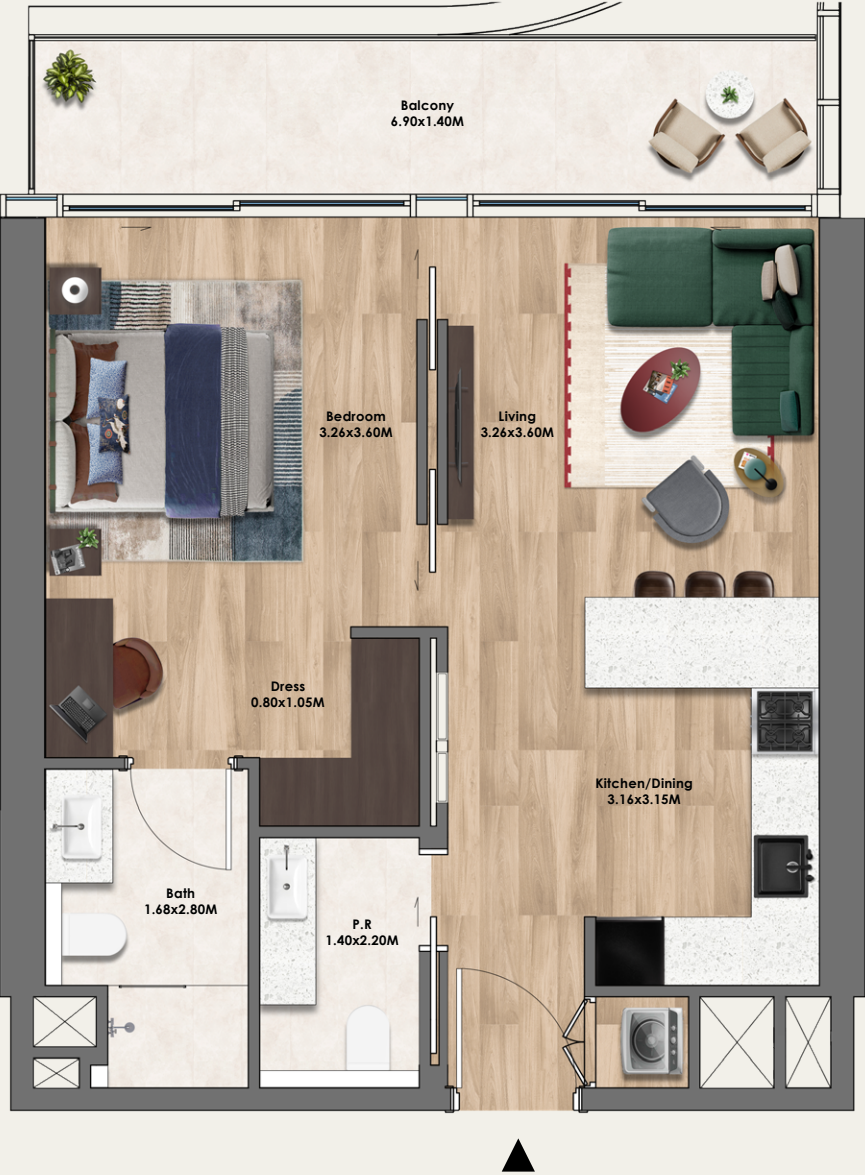 Balcony
6.90x1.40M
Bedroom
3.26x3.60M
Living
3.26x3.60M
Dress
0.80x1.05M
Kitchen/Dining
3.16x3.15M
Bath
1.68x2.80M
P.R
1.40x2.20M